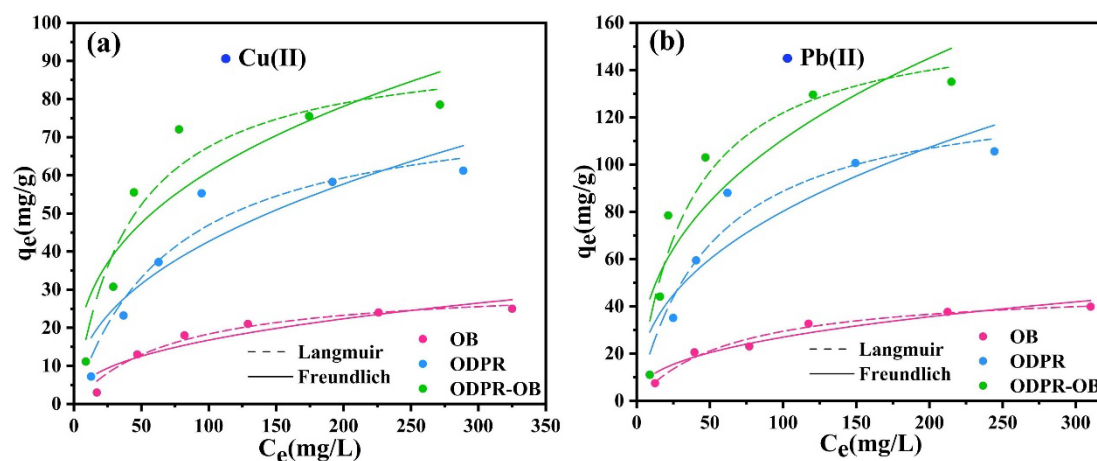 (a)
Cu(II)
100
90
80
70
60
50
40
30
20
10
0
qe(mg/g)
Langmuir
Freundlich
OB
ODPR
ODPR-OB
0 50 100 150 200 250 300 350
Ce(mg/L)
(b)
Pb(II)
160
140
120
100
80
60
40
20
0
qe(mg/g)
Langmuir
Freundlich
OB
ODPR
ODPR-OB
0 50 100 150 200 250 300
Ce(mg/L)